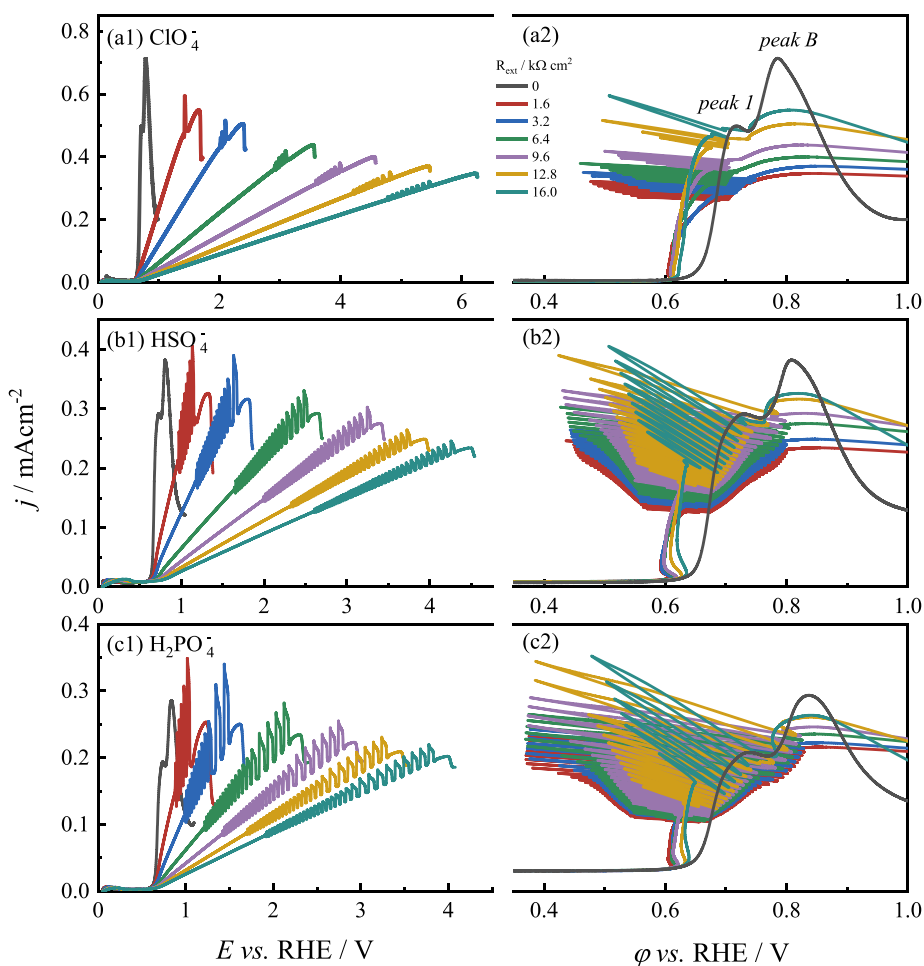 (a1) ClO₄⁻
(a2)
peak B
peak 1
R_ext / kΩ cm²
0
1.6
3.2
6.4
9.6
12.8
16.0
0.8
0.6
0.4
0.2
0.0
0 2 4 6
0.4 0.6 0.8 1.0
(b1) HSO₄⁻
(b2)
0.4
0.3
0.2
0.1
0.0
0 1 2 3 4
0.4 0.6 0.8 1.0
j / mAcm⁻²
(c1) H₂PO₄⁻
(c2)
0.4
0.3
0.2
0.1
0.0
0 1 2 3 4
0.4 0.6 0.8 1.0
E vs. RHE / V
φ vs. RHE / V